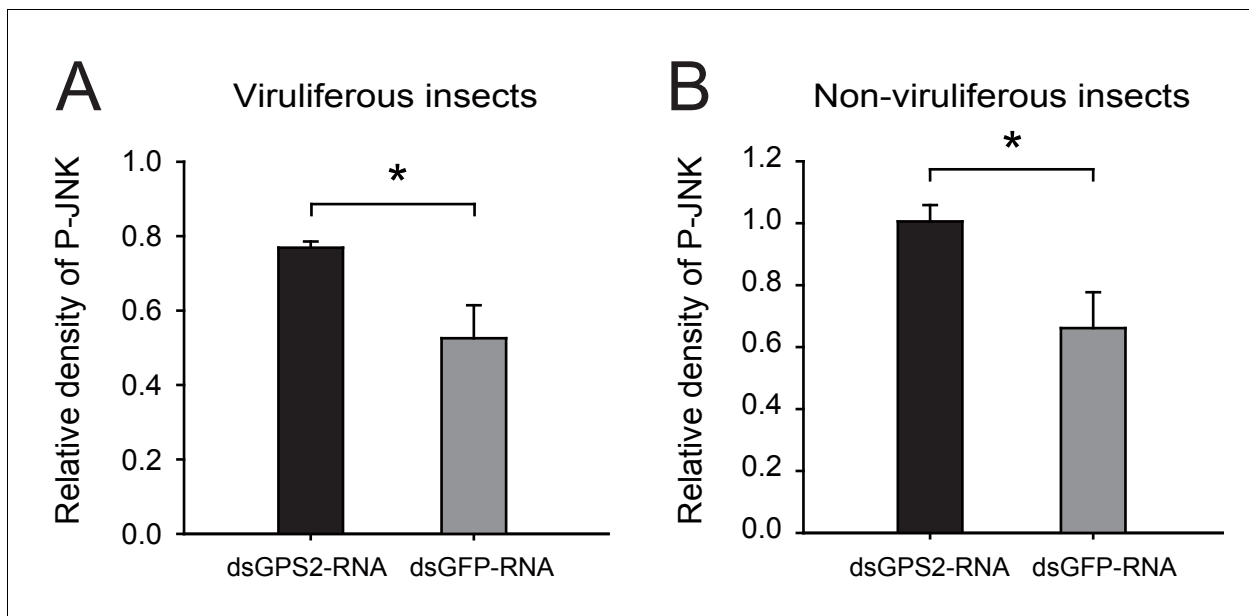 A
Viruliferous insects
Relative density of P-JNK
1.0
0.8
0.6
0.4
0.2
0.0
*
dsGPS2-RNA dsGFP-RNA
B
Non-viruliferous insects
Relative density of P-JNK
1.2
1.0
0.8
0.6
0.4
0.2
0.0
*
dsGPS2-RNA dsGFP-RNA